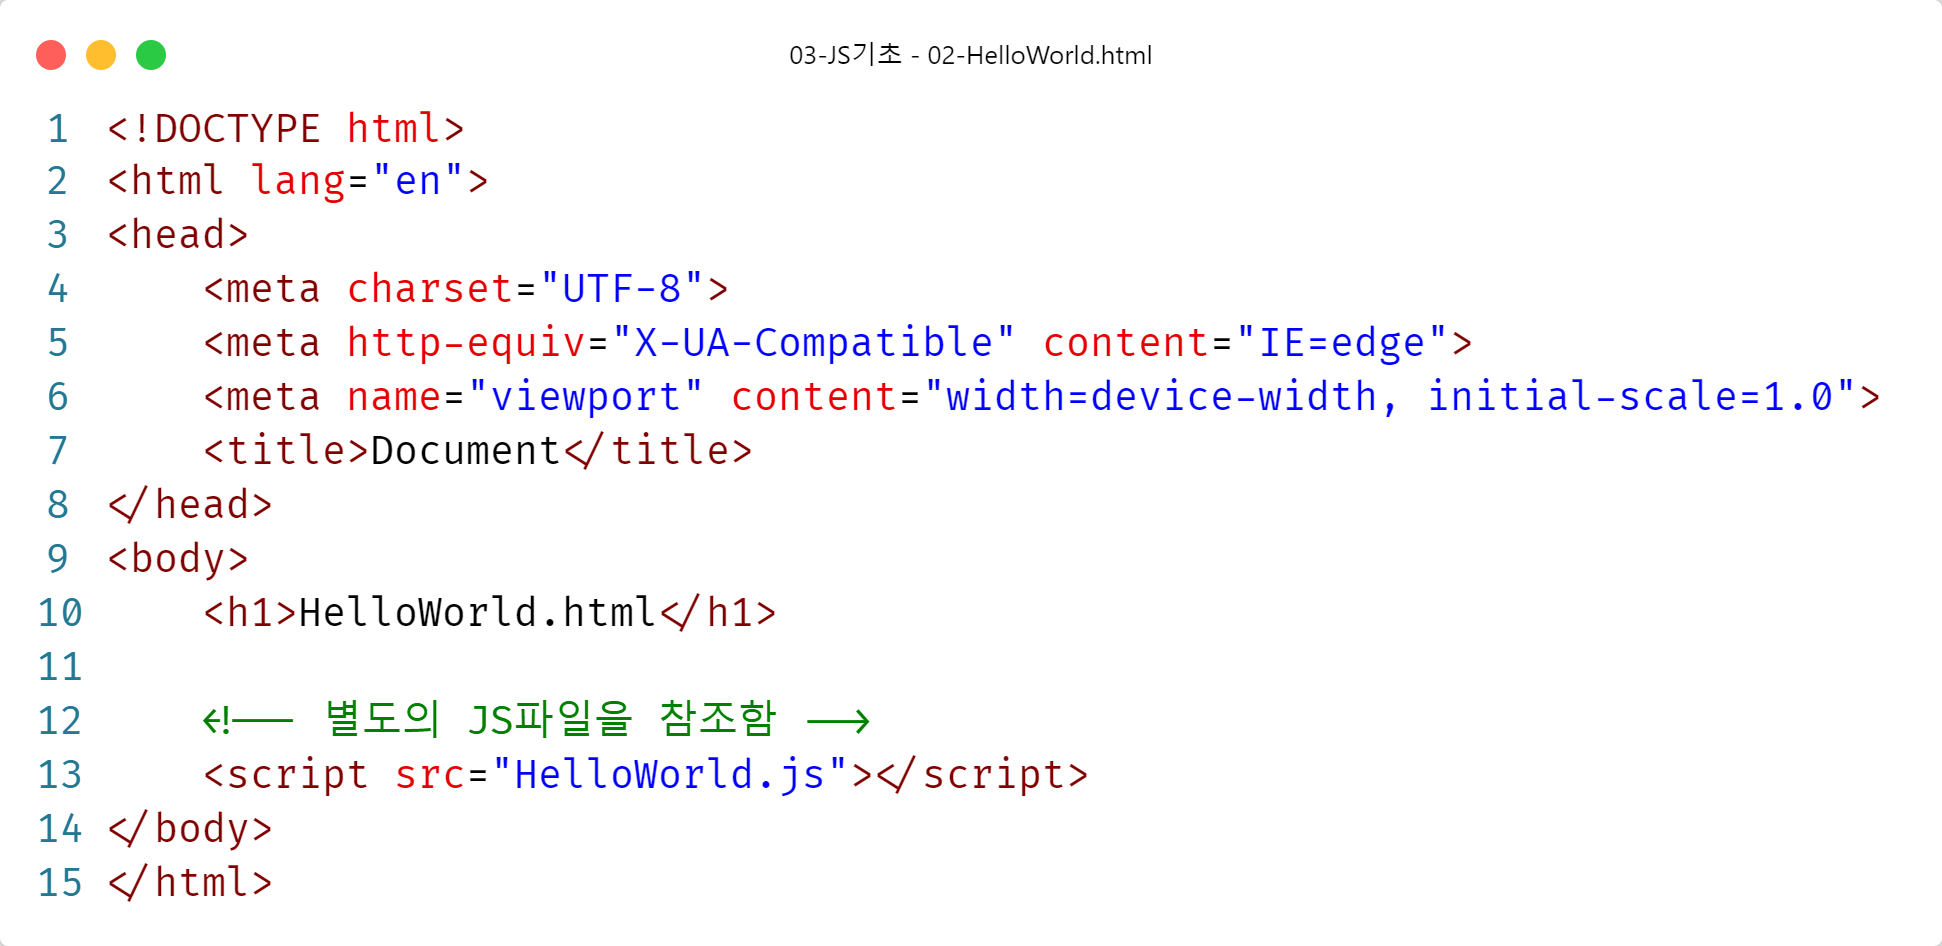 03-JS기초 - 02-HelloWorld.html
1 <!DOCTYPE html>
2 <html lang="en">
3 <head>
4     <meta charset="UTF-8">
5     <meta http-equiv="X-UA-Compatible" content="IE=edge">
6     <meta name="viewport" content="width=device-width, initial-scale=1.0">
7     <title>Document</title>
8 </head>
9 <body>
10     <h1>HelloWorld.html</h1>
11
12     <!-- 별도의 JS파일을 참조함 -->
13     <script src="HelloWorld.js"></script>
14 </body>
15 </html>